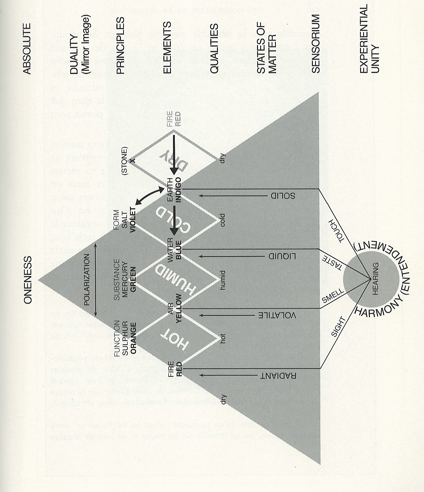 ABSOLUTE
DUALITY
(Mirror Image)
PRINCIPLES
ELEMENTS
QUALITIES
STATES OF
MATTER
SENSORIUM
EXPERIENTIAL
UNITY
ONENESS
POLARIZATION
(STONE)
X
FORM
SALT
VIOLET
SUBSTANCE
MERCURY
GREEN
FUNCTION
SULPHUR
ORANGE
FIRE
RED
EARTH
INDIGO
WATER
BLUE
AIR
YELLOW
FIRE
RED
DRY
COLD
HUMID
HOT
dry
cold
humid
hot
dry
SOLID
LIQUID
VOLATILE
RADIANT
TOUCH
TASTE
SMELL
SIGHT
HEARING
HARMONY (ENTENDEMENT)